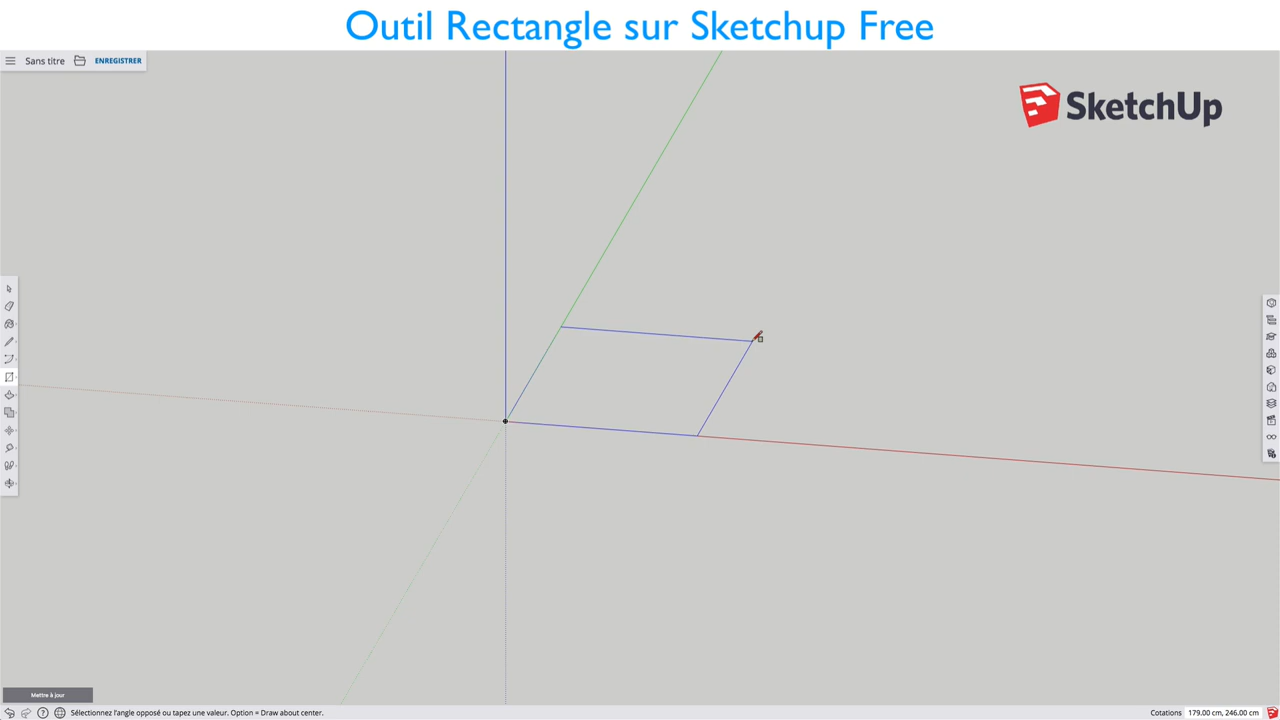 Outil Rectangle sur Sketchup Free
Sans titre ENREGISTRER
SketchUp
Mettre à jour
Sélectionnez l'angle opposé ou tapez une valeur. Option = Draw about center.
Cotations 179.00 cm, 246.00 cm